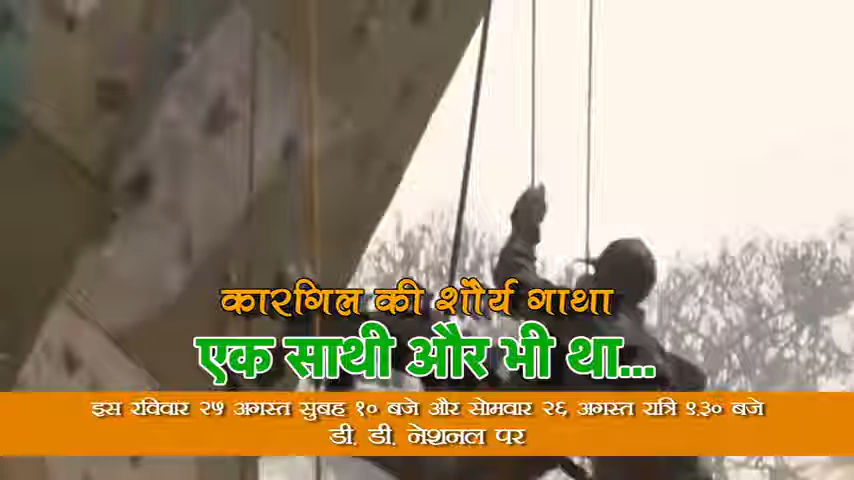 कारगिल की शौर्य गाथा
एक साथी और भी था...
इस रविवार २५ अगस्त सुबह १० बजे और सोमवार २६ अगस्त रात्रि ९.३० बजे
डी. डी. नेशनल पर